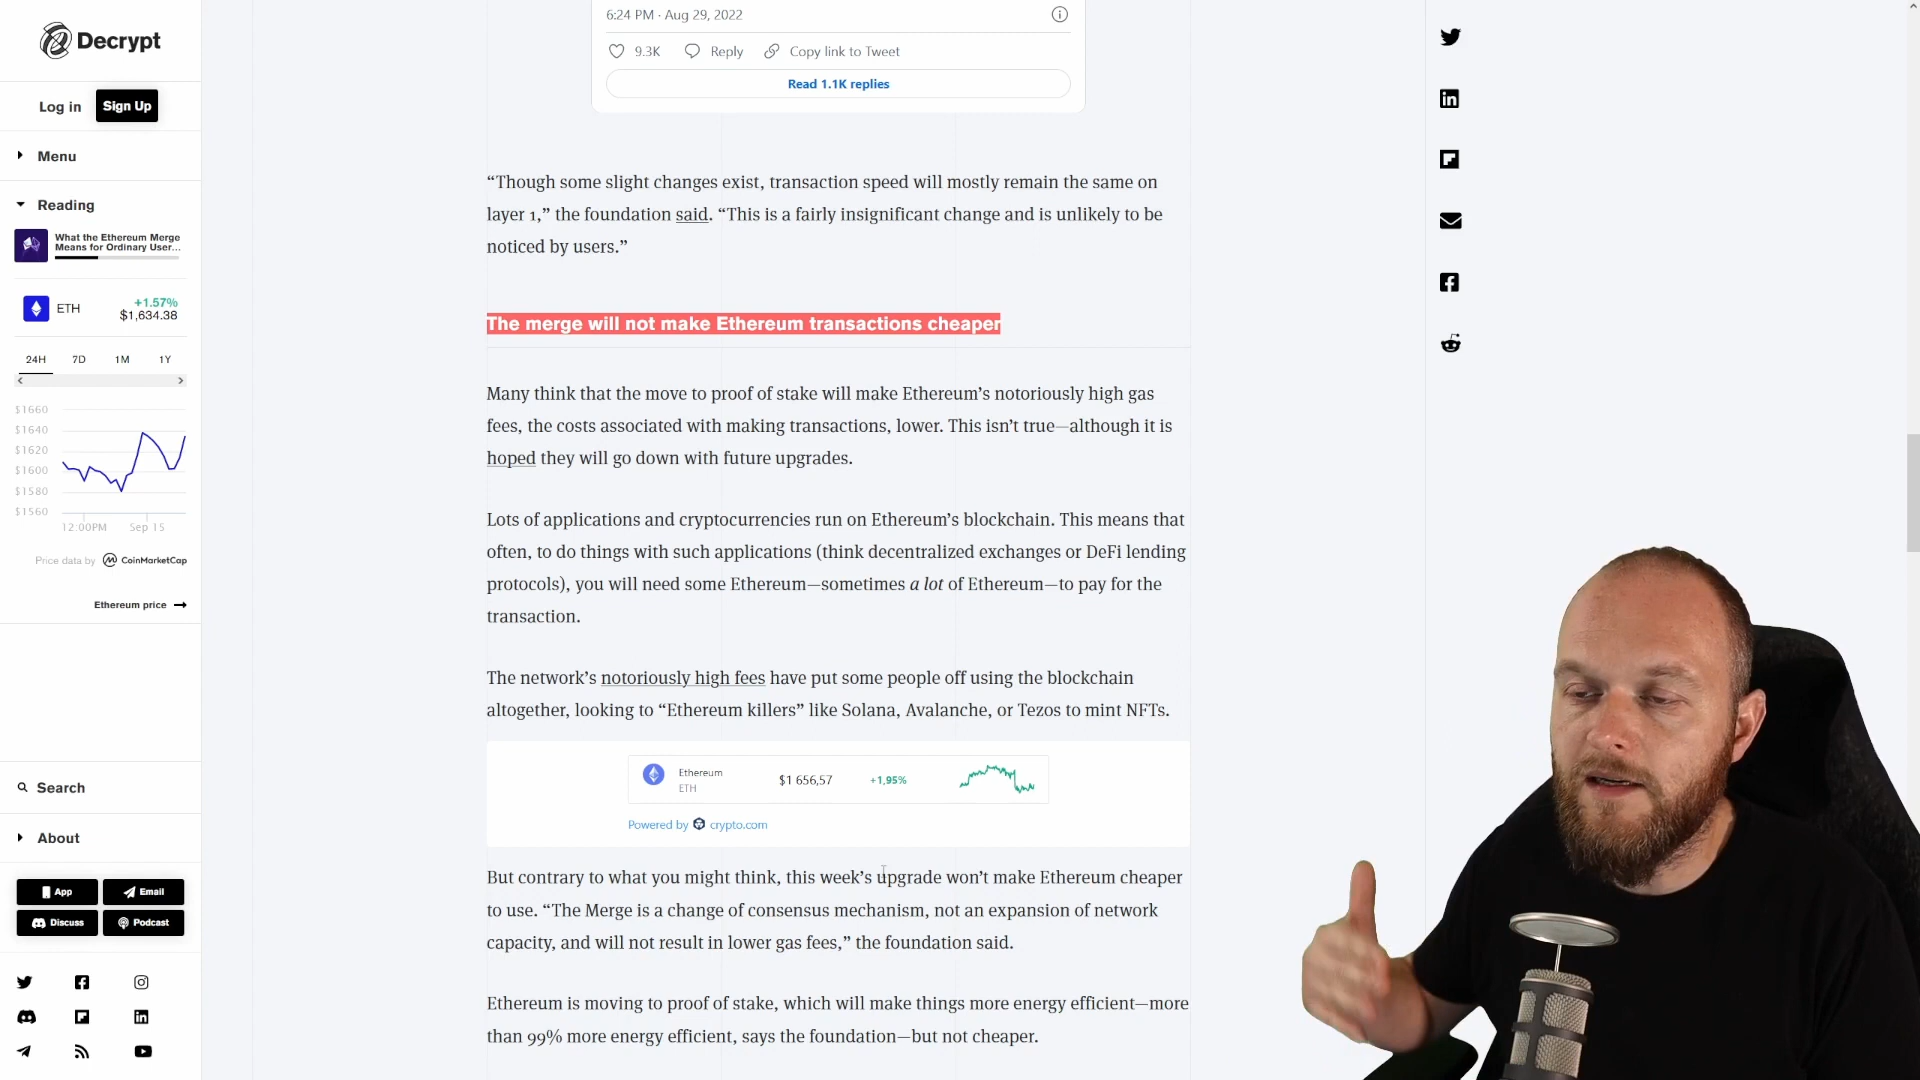 Decrypt
Log in
Sign Up
Menu
Reading
What the Ethereum Merge
Means for Ordinary User...
ETH
+1.57%
$1,634.38
24H 7D 1M 1Y
$1660
$1640
$1620
$1600
$1580
$1560
12:00PM Sep 15
Price data by CoinMarketCap
Ethereum price
Search
About
App Email
Discuss Podcast
6:24 PM · Aug 29, 2022
9.3K Reply Copy link to Tweet
Read 1.1K replies
“Though some slight changes exist, transaction speed will mostly remain the same on
layer 1,” the foundation said. “This is a fairly insignificant change and is unlikely to be
noticed by users.”
The merge will not make Ethereum transactions cheaper
Many think that the move to proof of stake will make Ethereum’s notoriously high gas
fees, the costs associated with making transactions, lower. This isn’t true—although it is
hoped they will go down with future upgrades.
Lots of applications and cryptocurrencies run on Ethereum’s blockchain. This means that
often, to do things with such applications (think decentralized exchanges or DeFi lending
protocols), you will need some Ethereum—sometimes a lot of Ethereum—to pay for the
transaction.
The network’s notoriously high fees have put some people off using the blockchain
altogether, looking to “Ethereum killers” like Solana, Avalanche, or Tezos to mint NFTs.
Ethereum
ETH
$1 656,57
+1,95%
Powered by crypto.com
But contrary to what you might think, this week’s upgrade won’t make Ethereum cheaper
to use. “The Merge is a change of consensus mechanism, not an expansion of network
capacity, and will not result in lower gas fees,” the foundation said.
Ethereum is moving to proof of stake, which will make things more energy efficient—more
than 99% more energy efficient, says the foundation—but not cheaper.